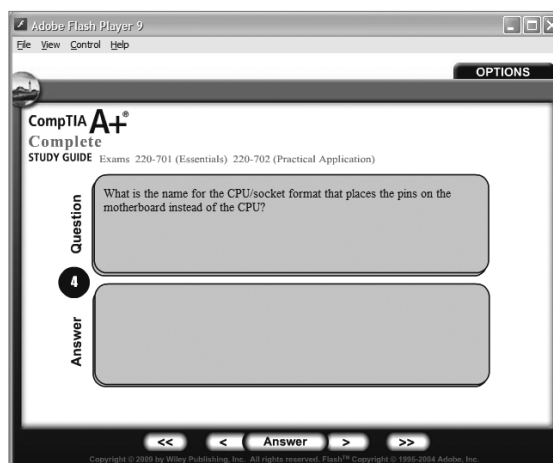 Adobe Flash Player 9
File View Control Help
OPTIONS
CompTIA A+®
Complete
STUDY GUIDE Exams 220-701 (Essentials) 220-702 (Practical Application)
Question
What is the name for the CPU/socket format that places the pins on the
motherboard instead of the CPU?
4
Answer
<< < Answer > >>
Copyright © 2009 by Wiley Publishing, Inc. All rights reserved. Flash™ Copyright © 1995-2004 Adobe, Inc.